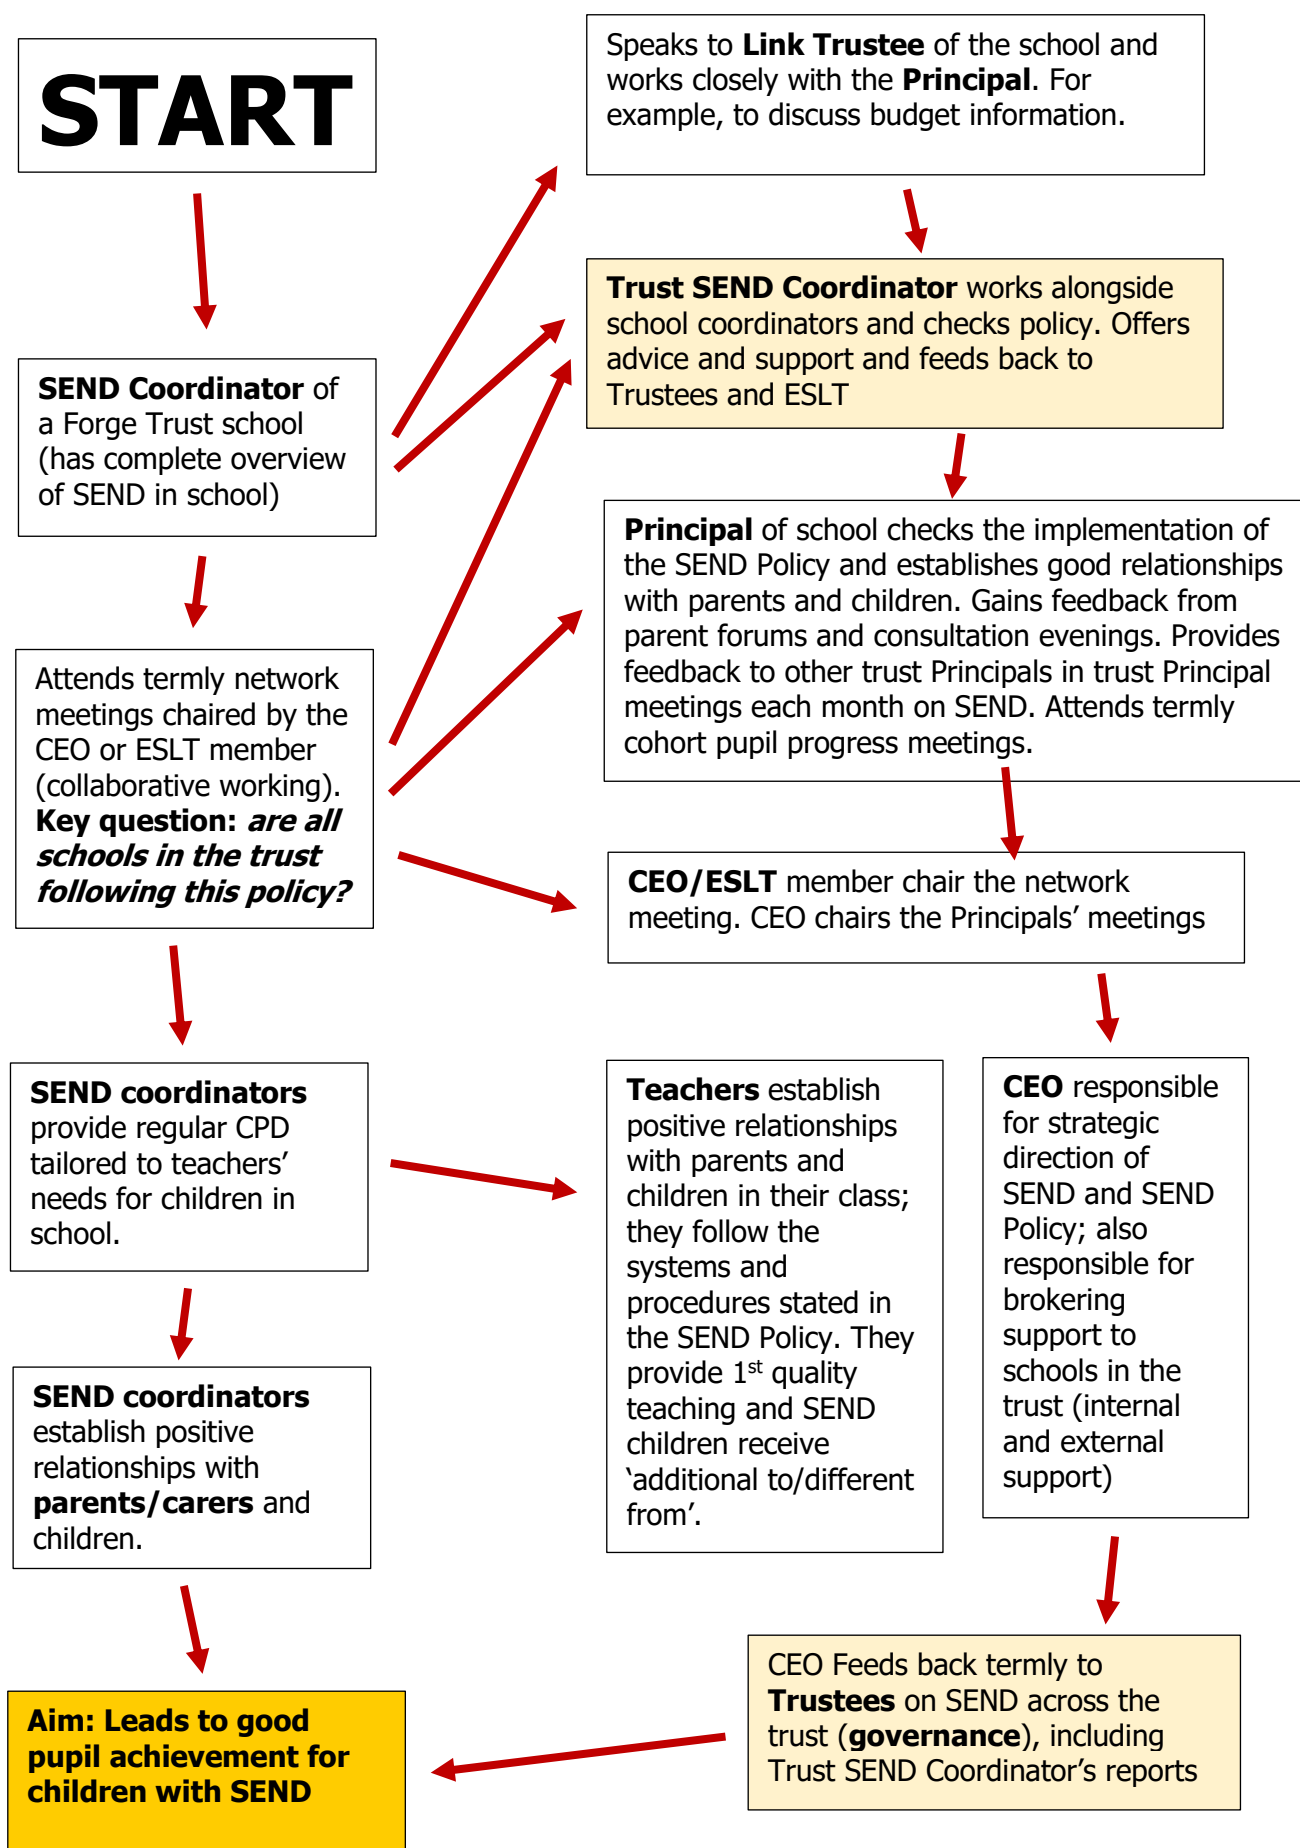 START
SEND Coordinator of
a Forge Trust school
(has complete overview
of SEND in school)
Attends termly network
meetings chaired by the
CEO or ESLT member
(collaborative working).
Key question: are all
schools in the trust
following this policy?
SEND coordinators
provide regular CPD
tailored to teachers’
needs for children in
school.
SEND coordinators
establish positive
relationships with
parents/carers and
children.
Aim: Leads to good
pupil achievement for
children with SEND
Speaks to Link Trustee of the school and
works closely with the Principal. For
example, to discuss budget information.
Trust SEND Coordinator works alongside
school coordinators and checks policy. Offers
advice and support and feeds back to
Trustees and ESLT
Principal of school checks the implementation of
the SEND Policy and establishes good relationships
with parents and children. Gains feedback from
parent forums and consultation evenings. Provides
feedback to other trust Principals in trust Principal
meetings each month on SEND. Attends termly
cohort pupil progress meetings.
CEO/ESLT member chair the network
meeting. CEO chairs the Principals’ meetings
Teachers establish
positive relationships
with parents and
children in their class;
they follow the
systems and
procedures stated in
the SEND Policy. They
provide 1st quality
teaching and SEND
children receive
‘additional to/different
from’.
CEO responsible
for strategic
direction of
SEND and SEND
Policy; also
responsible for
brokering
support to
schools in the
trust (internal
and external
support)
CEO Feeds back termly to
Trustees on SEND across the
trust (governance), including
Trust SEND Coordinator’s reports